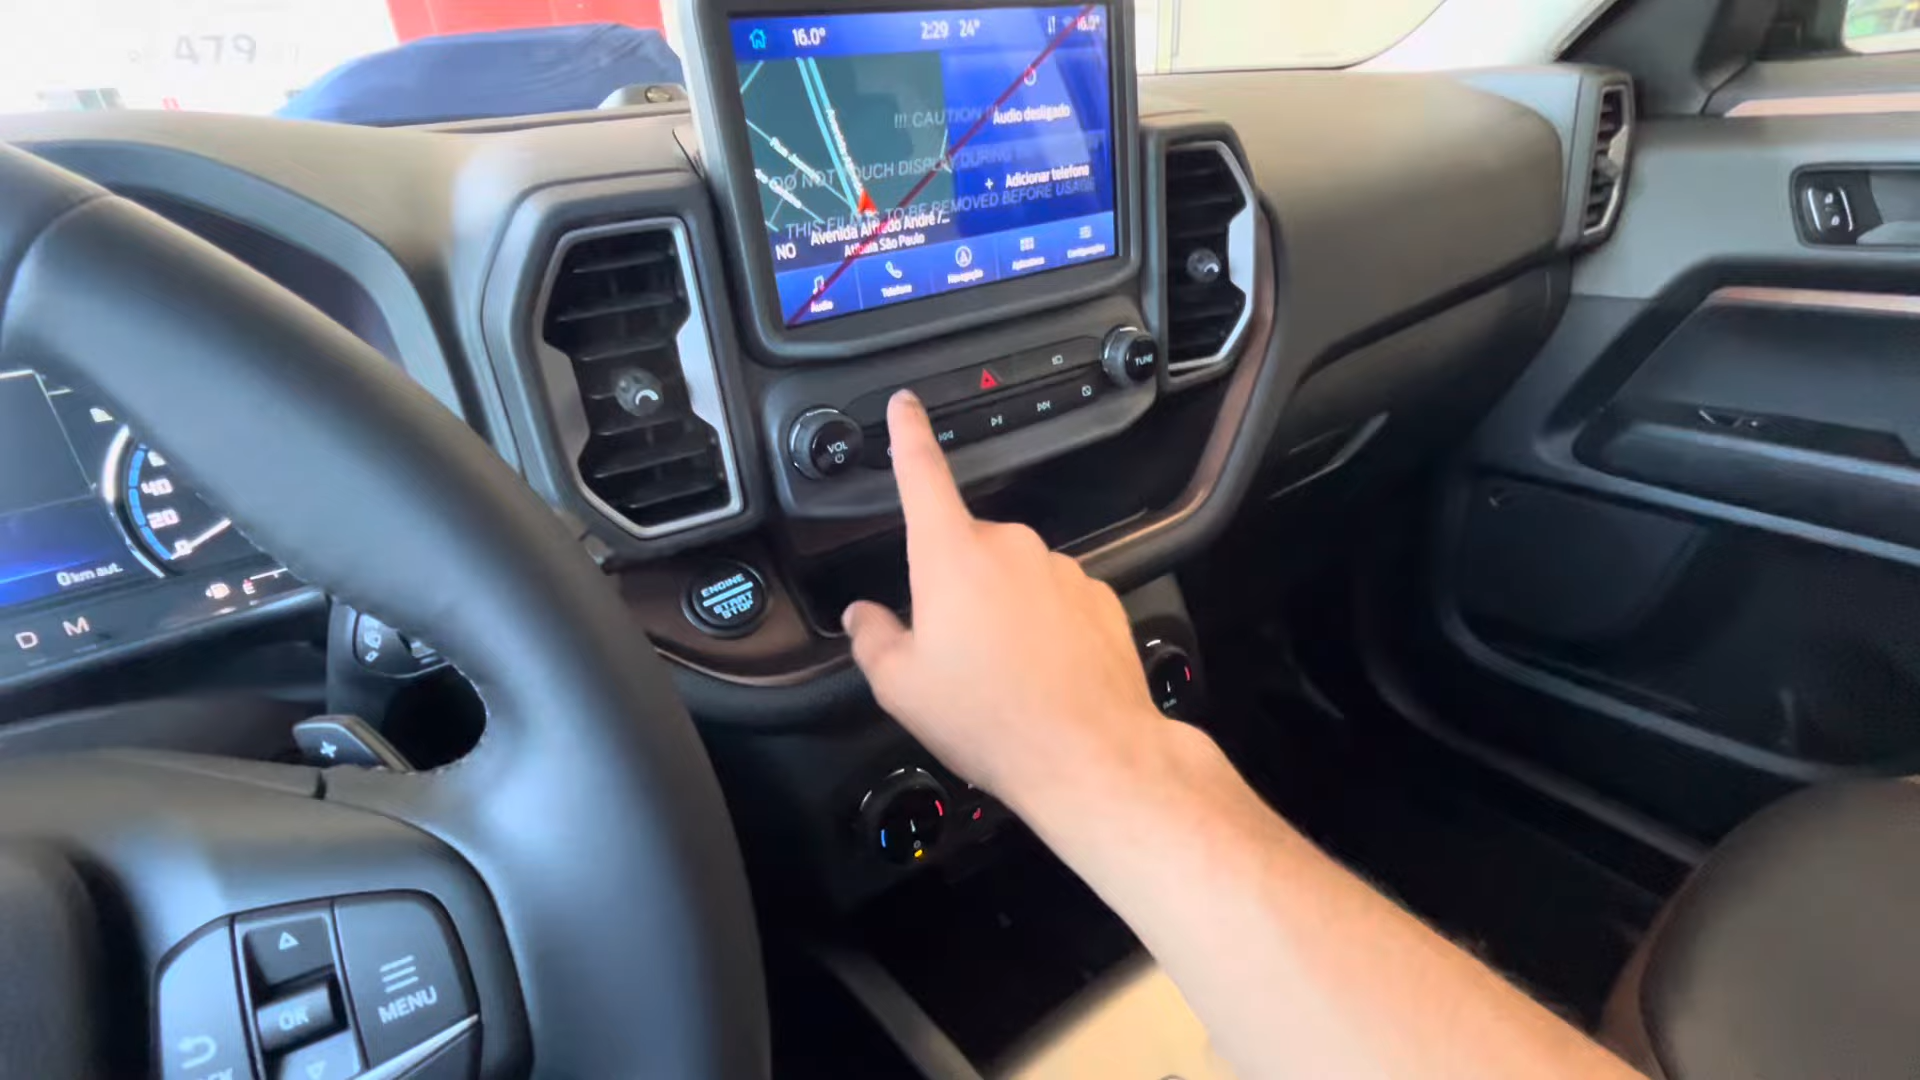 479
16.0°
2:29 24°
16.0°
!!! CAUTION !!!
Áudio desligado
DO NOT TOUCH DISPLAY DURING
+ Adicionar telefone
THIS FILM IS TO BE REMOVED BEFORE USAGE
NO
Avenida Alfredo André /...
Atibaia São Paulo
Áudio
Telefone
Navegação
Aplicativos
Configurações
VOL
TUNE
ENGINE
START
STOP
40
20
0
0 km aut.
D M
E
+
MENU
OK